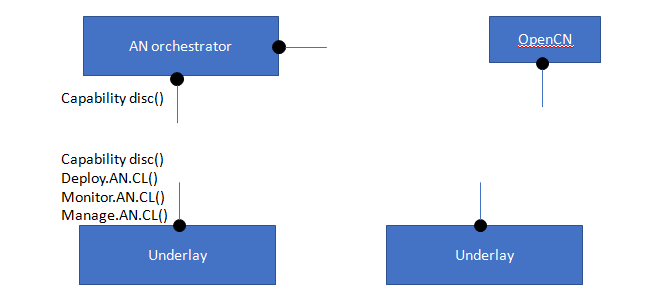 AN orchestrator
OpenCN
Capability disc()
Capability disc()
Deploy.AN.CL()
Monitor.AN.CL()
Manage.AN.CL()
Underlay
Underlay